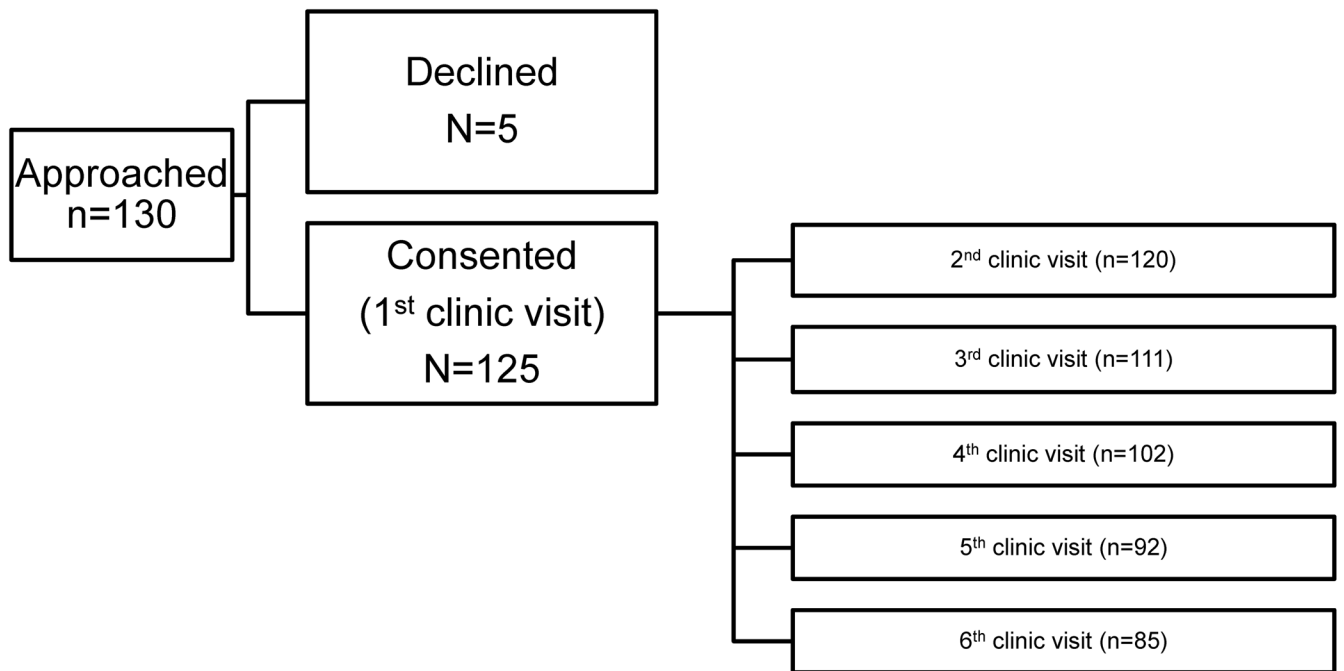 Approached
n=130
Declined
N=5
Consented
(1st clinic visit)
N=125
2nd clinic visit (n=120)
3rd clinic visit (n=111)
4th clinic visit (n=102)
5th clinic visit (n=92)
6th clinic visit (n=85)